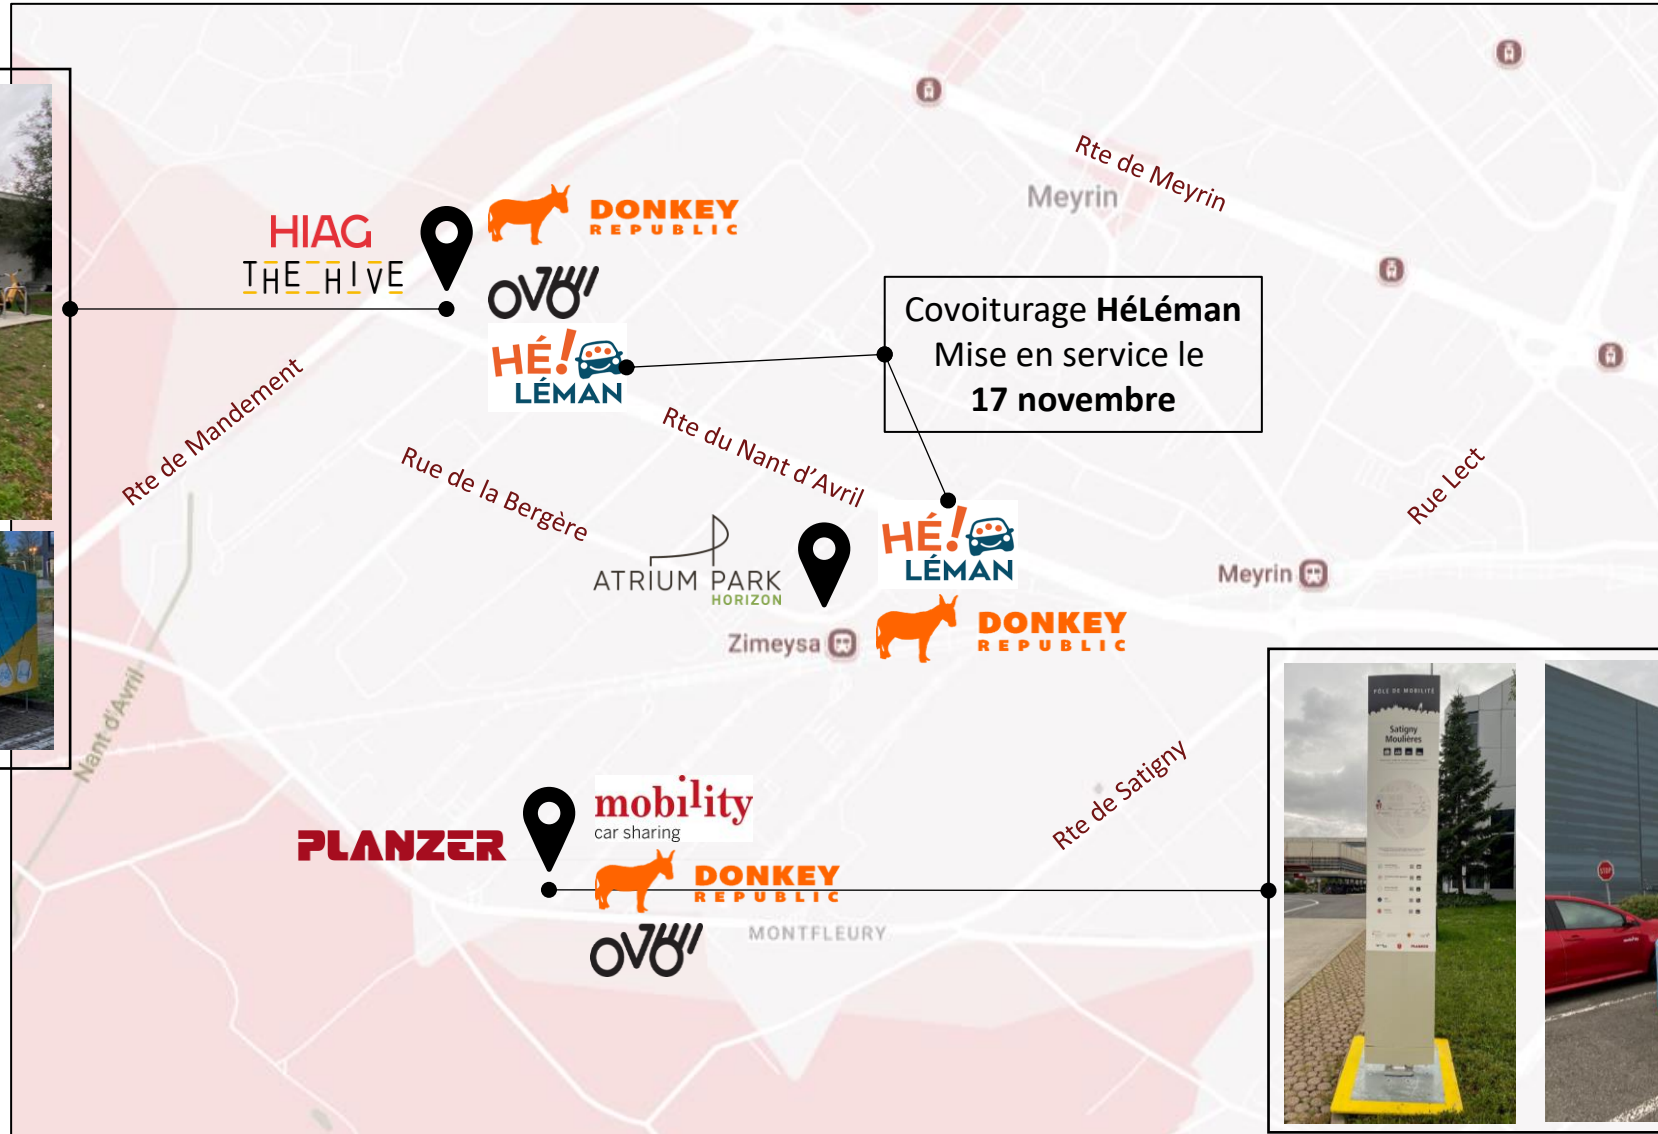 Rte de Meyrin
Meyrin
HIAG
THE HIVE
DONKEY
REPUBLIC
OVO
HÉ!
LÉMAN
Covoiturage HéLéman
Mise en service le
17 novembre
Rte de Mandement
Rue de la Bergère
Rte du Nant d'Avril
Rue Lect
ATRIUM PARK
HORIZON
HÉ!
LÉMAN
DONKEY
REPUBLIC
Meyrin
Zimeysa
Nant d'Avril
Rte de Satigny
PLANZER
mobility
car sharing
DONKEY
REPUBLIC
OVO
MONTFLEURY
PÔLE DE MOBILITÉ
Satigny
Moulières
PLANZER
STOP